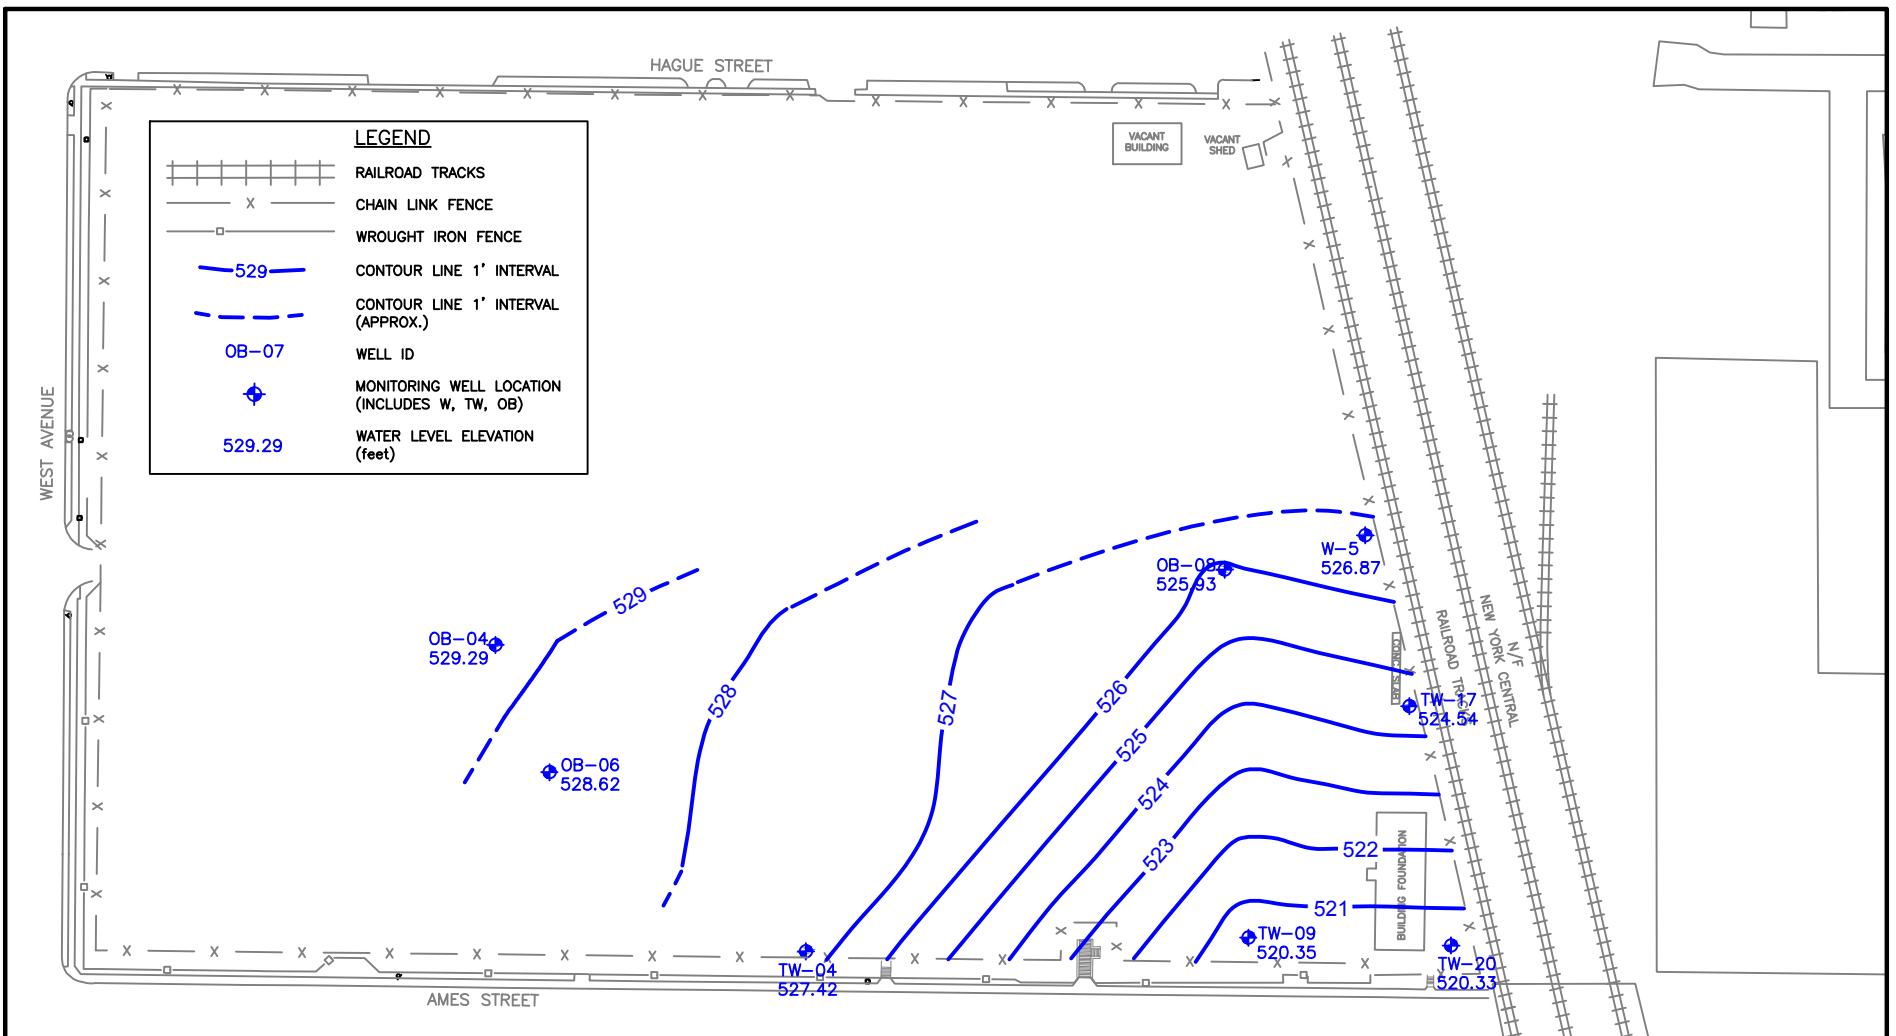 HAGUE STREET
LEGEND
RAILROAD TRACKS
CHAIN LINK FENCE
WROUGHT IRON FENCE
529
CONTOUR LINE 1' INTERVAL
CONTOUR LINE 1' INTERVAL
(APPROX.)
OB-07
WELL ID
MONITORING WELL LOCATION
(INCLUDES W, TW, OB)
529.29
WATER LEVEL ELEVATION
(feet)
VACANT
BUILDING
VACANT
SHED
WEST AVENUE
W-5
526.87
OB-08
525.93
529
OB-04
529.29
528
527
526
525
524
523
522
521
OB-06
528.62
CONC. SLAB
TW-17
524.54
RAILROAD TRACKS
NEW YORK CENTRAL
N/F
BUILDING FOUNDATION
TW-09
520.35
TW-20
520.33
TW-04
527.42
AMES STREET